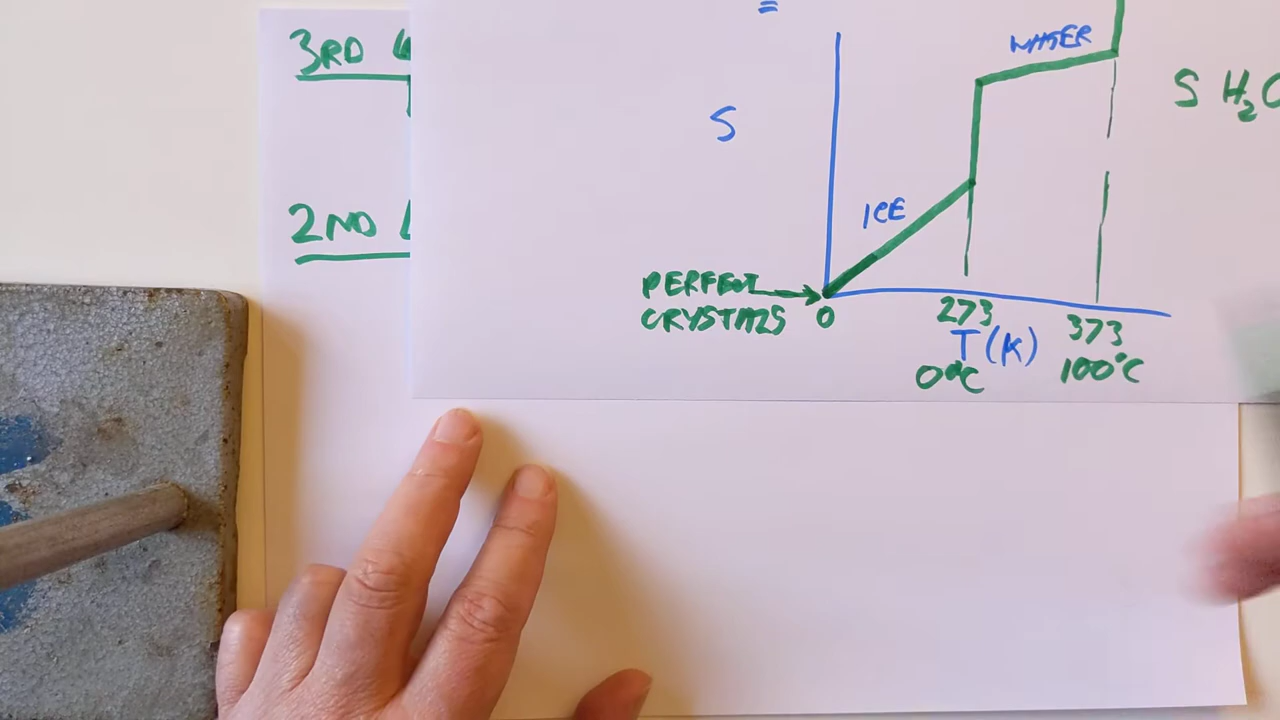 3RD
2ND
=
S
WATER
S H₂O
ICE
PERFECT
CRYSTALS
0
273
373
T(K)
0°C
100°C